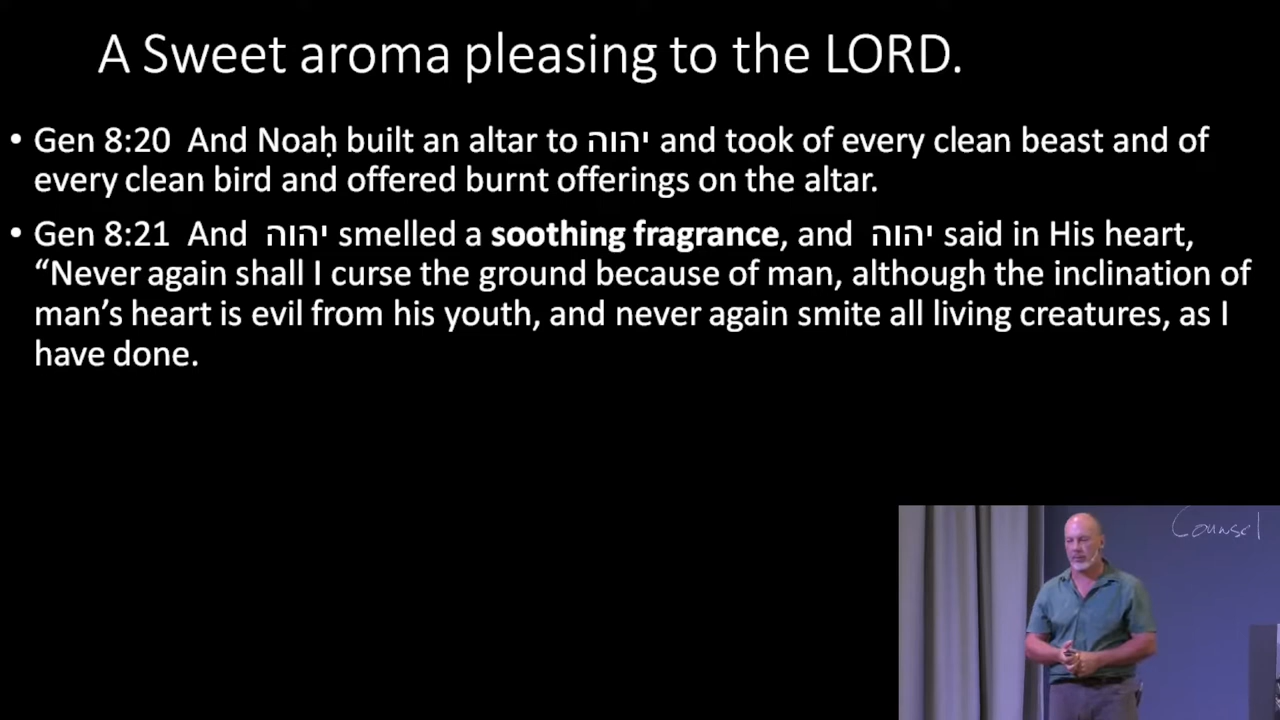 A Sweet aroma pleasing to the LORD.
• Gen 8:20 And Noaḥ built an altar to יהוה and took of every clean beast and of
every clean bird and offered burnt offerings on the altar.
• Gen 8:21 And יהוה smelled a soothing fragrance, and יהוה said in His heart,
“Never again shall I curse the ground because of man, although the inclination of
man’s heart is evil from his youth, and never again smite all living creatures, as I
have done.
Counsel